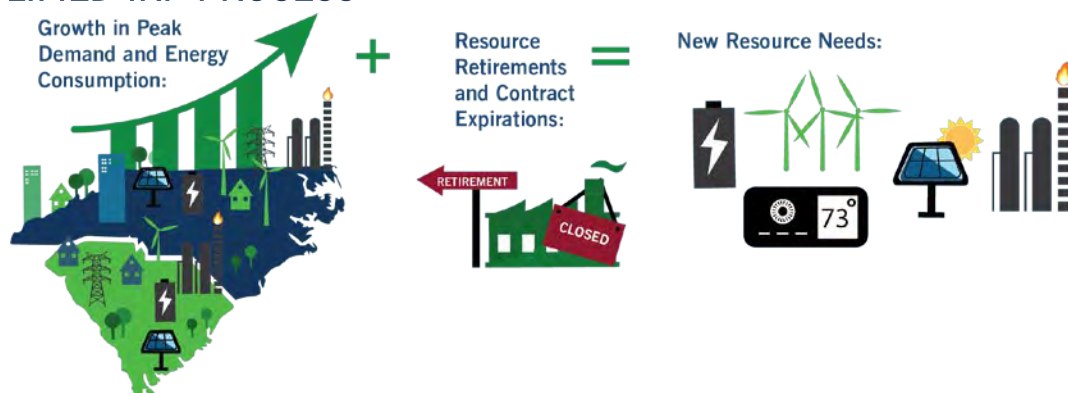 Growth in Peak
Demand and Energy
Consumption:
+
Resource
Retirements
and Contract
Expirations:
=
New Resource Needs:
RETIREMENT
CLOSED
73°